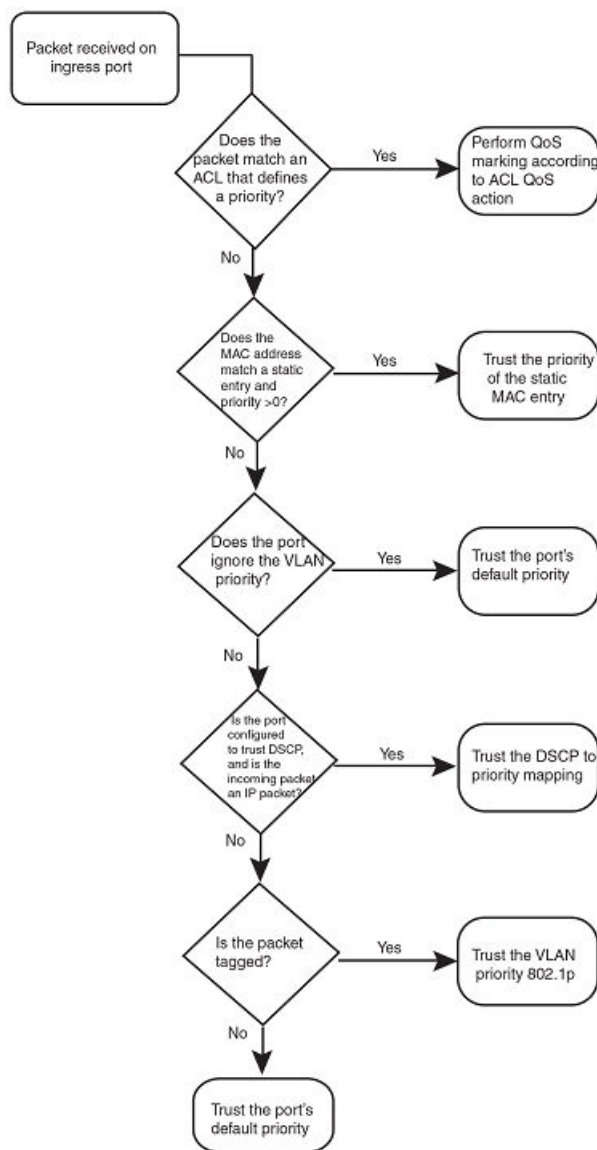 Packet received on
ingress port
Does the
packet match an
ACL that defines
a priority?
Yes
Perform QoS
marking according
to ACL QoS
action
No
Does the
MAC address
match a static
entry and
priority >0?
Yes
Trust the priority
of the static
MAC entry
No
Does the port
ignore the VLAN
priority?
Yes
Trust the port's
default priority
No
Is the port
configured
to trust DSCP,
and is the
incoming packet
an IP packet?
Yes
Trust the DSCP to
priority mapping
No
Is the packet
tagged?
Yes
Trust the VLAN
priority 802.1p
No
Trust the port's
default priority